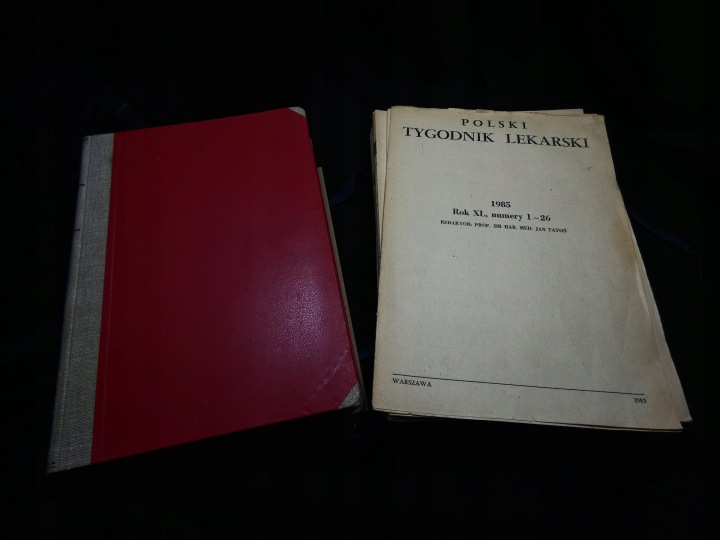 POLSKI
TYGODNIK LEKARSKI
1985
Rok XL, numery 1–26
REDAKTOR: PROF. DR HAB. MED. JAN TATOŃ
WARSZAWA
1985